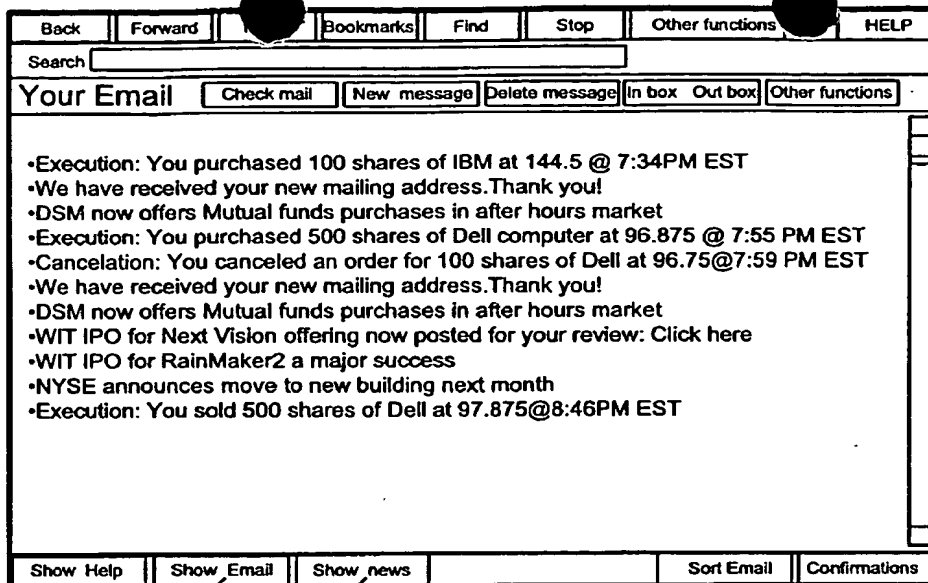 Back Forward Bookmarks Find Stop Other functions HELP
Search
Your Email Check mail New message Delete message In box Out box Other functions
•Execution: You purchased 100 shares of IBM at 144.5 @ 7:34PM EST
•We have received your new mailing address.Thank you!
•DSM now offers Mutual funds purchases in after hours market
•Execution: You purchased 500 shares of Dell computer at 96.875 @ 7:55 PM EST
•Cancelation: You canceled an order for 100 shares of Dell at 96.75@7:59 PM EST
•We have received your new mailing address.Thank you!
•DSM now offers Mutual funds purchases in after hours market
•WIT IPO for Next Vision offering now posted for your review: Click here
•WIT IPO for RainMaker2 a major success
•NYSE announces move to new building next month
•Execution: You sold 500 shares of Dell at 97.875@8:46PM EST
Show Help Show Email Show news Sort Email Confirmations